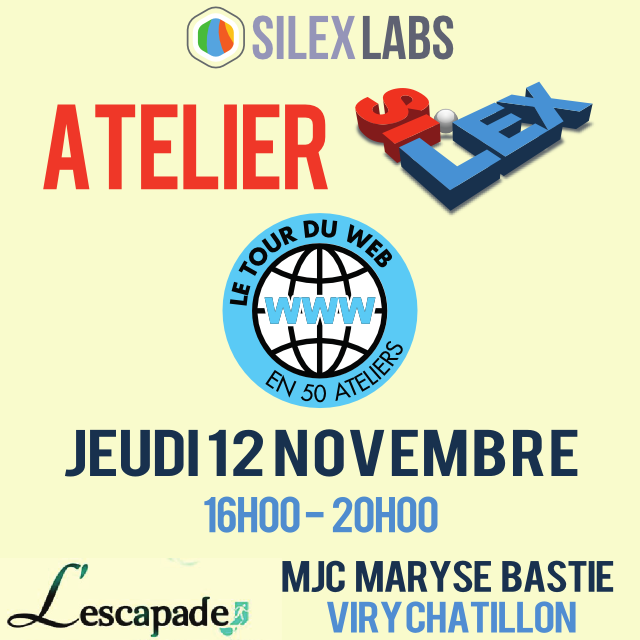 SILEX LABS
ATELIER
SILEX
LE TOUR DU WEB
WWW
EN 50 ATELIERS
JEUDI 12 NOVEMBRE
16H00 - 20H00
L'escapade
MJC MARYSE BASTIE
VIRY CHATILLON